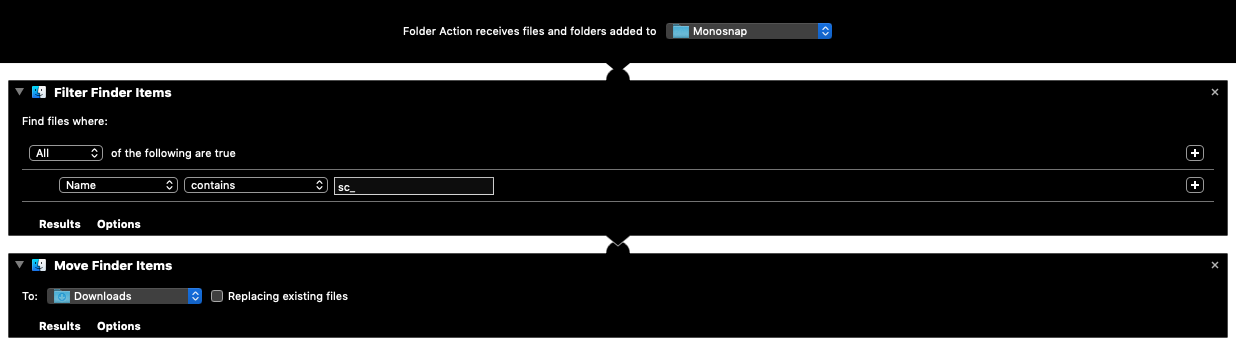 Folder Action receives files and folders added to Monosnap
Filter Finder Items
Find files where:
All of the following are true
Name contains sc_
Results Options
Move Finder Items
To: Downloads Replacing existing files
Results Options